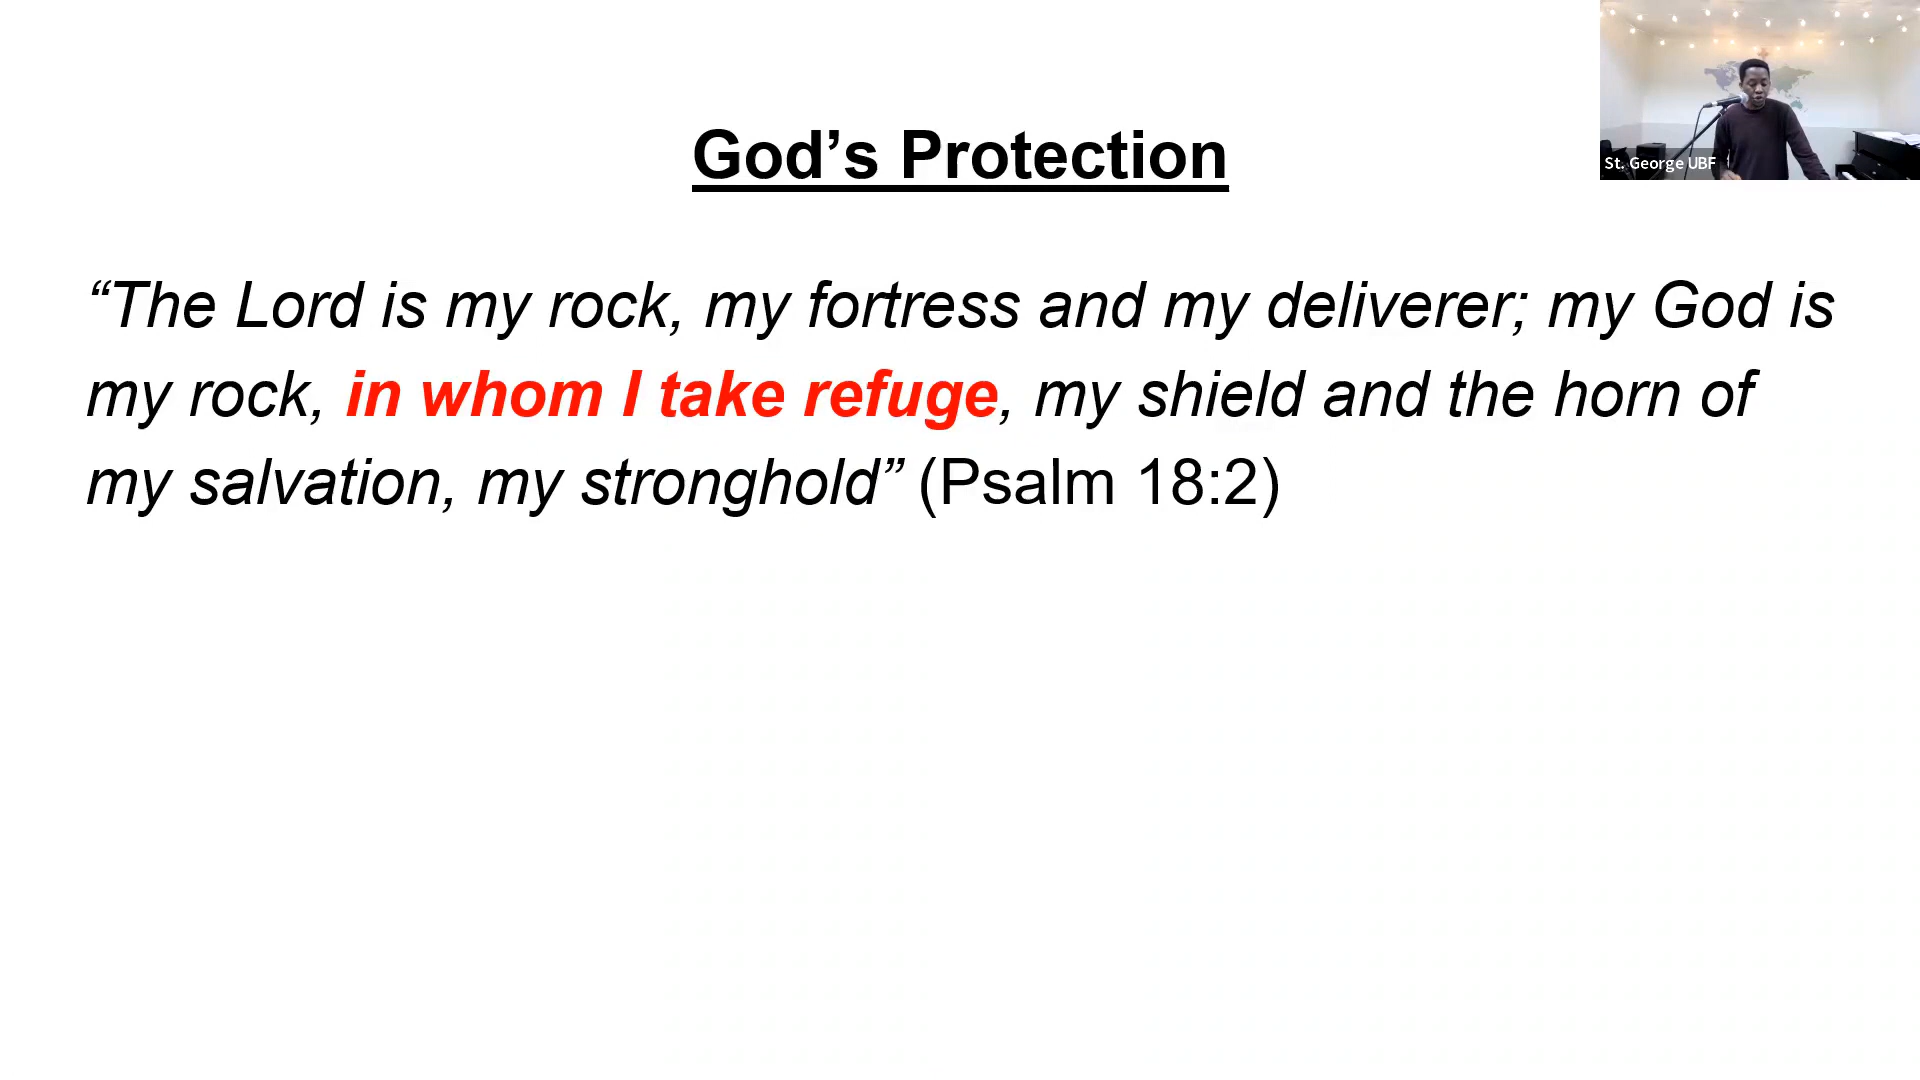 God’s Protection
“The Lord is my rock, my fortress and my deliverer; my God is
my rock, in whom I take refuge, my shield and the horn of
my salvation, my stronghold” (Psalm 18:2)
St. George UBF